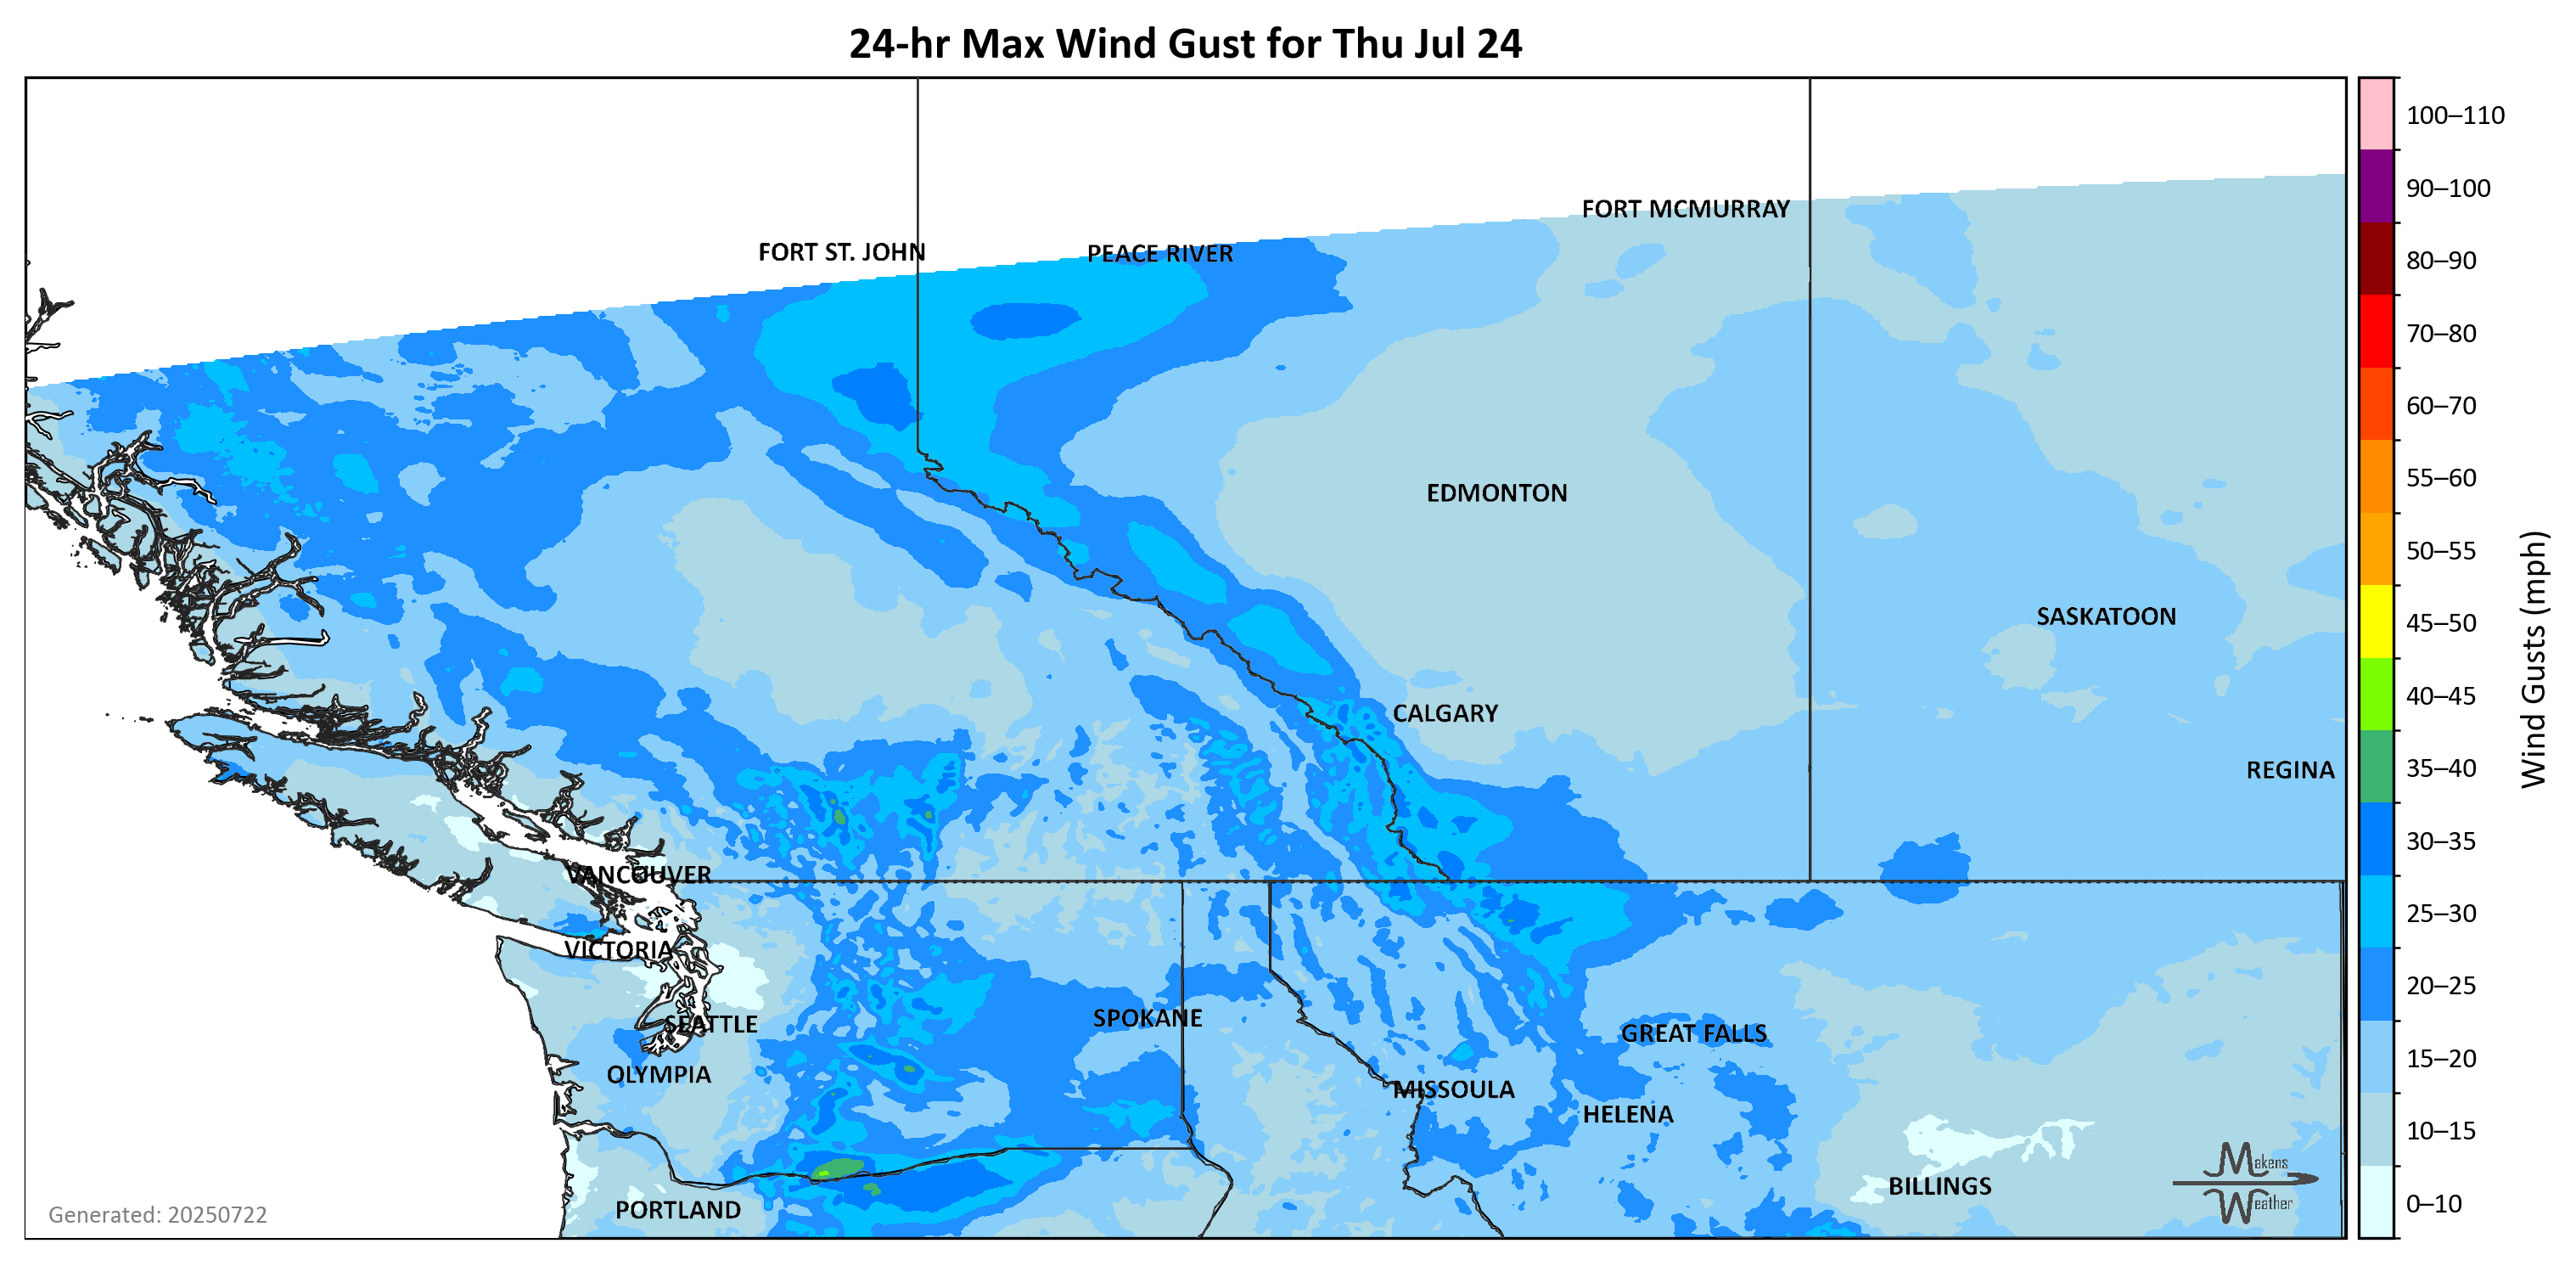 24-hr Max Wind Gust for Thu Jul 24
100–110
90–100
80–90
70–80
60–70
55–60
50–55
45–50
40–45
35–40
30–35
25–30
20–25
15–20
10–15
0–10
Wind Gusts (mph)
FORT MCMURRAY
FORT ST. JOHN
PEACE RIVER
EDMONTON
SASKATOON
CALGARY
REGINA
VANCOUVER
VICTORIA
SPOKANE
SEATTLE
GREAT FALLS
OLYMPIA
MISSOULA
HELENA
BILLINGS
PORTLAND
Makens
Weather
Generated: 20250722